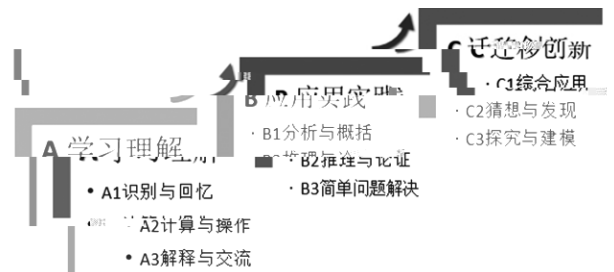 A 学习理解
A1识别与回忆
A2计算与操作
A3解释与交流
B 应用实践
B1分析与概括
B2推理与论证
B3简单问题解决
C 迁移创新
C1综合应用
C2猜想与发现
C3探究与建模